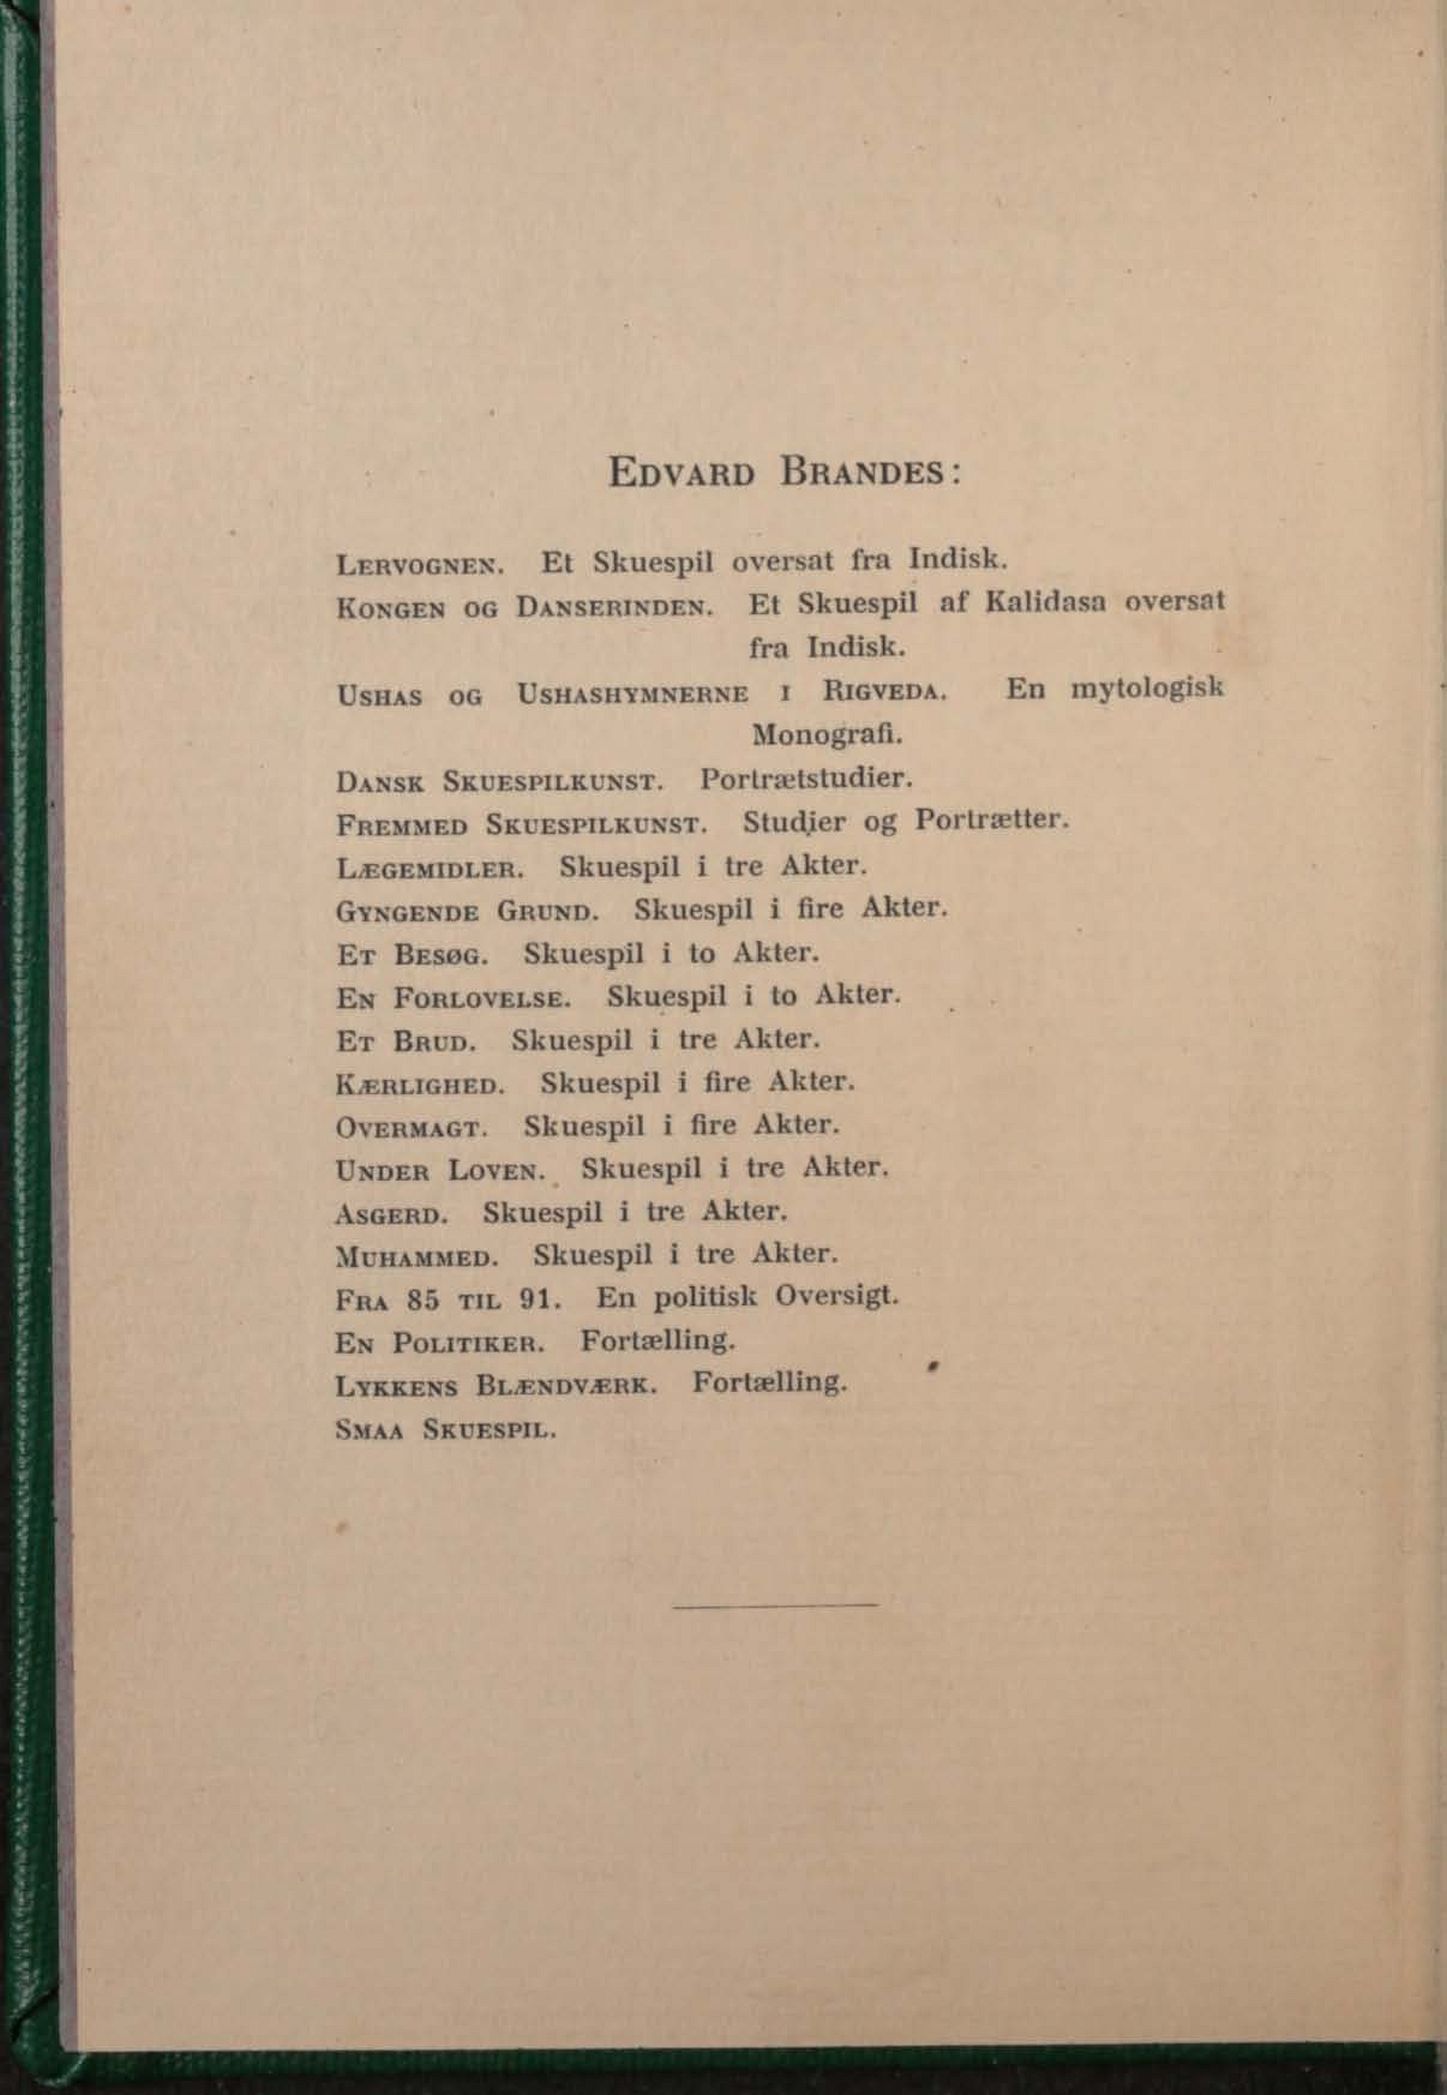 EDVARD BRANDES:
LERVOGNEN. Et Skuespil oversat fra Indisk.
KONGEN OG DANSERINDEN. Et Skuespil af Kalidasa oversat
fra Indisk.
USHAS OG USHASHYMNERNE I RIGVEDA. En mytologisk
Monografi.
DANSK SKUESPILKUNST. Portrætstudier.
FREMMED SKUESPILKUNST. Studier og Portrætter.
LÆGEMIDLER. Skuespil i tre Akter.
GYNGENDE GRUND. Skuespil i fire Akter.
ET BESØG. Skuespil i to Akter.
EN FORLOVELSE. Skuespil i to Akter.
ET BRUD. Skuespil i tre Akter.
KÆRLIGHED. Skuespil i fire Akter.
OVERMAGT. Skuespil i fire Akter.
UNDER LOVEN. Skuespil i tre Akter.
ASGERD. Skuespil i tre Akter.
MUHAMMED. Skuespil i tre Akter.
FRA 85 TIL 91. En politisk Oversigt.
EN POLITIKER. Fortælling.
LYKKENS BLÆNDVÆRK. Fortælling.
SMAA SKUESPIL.